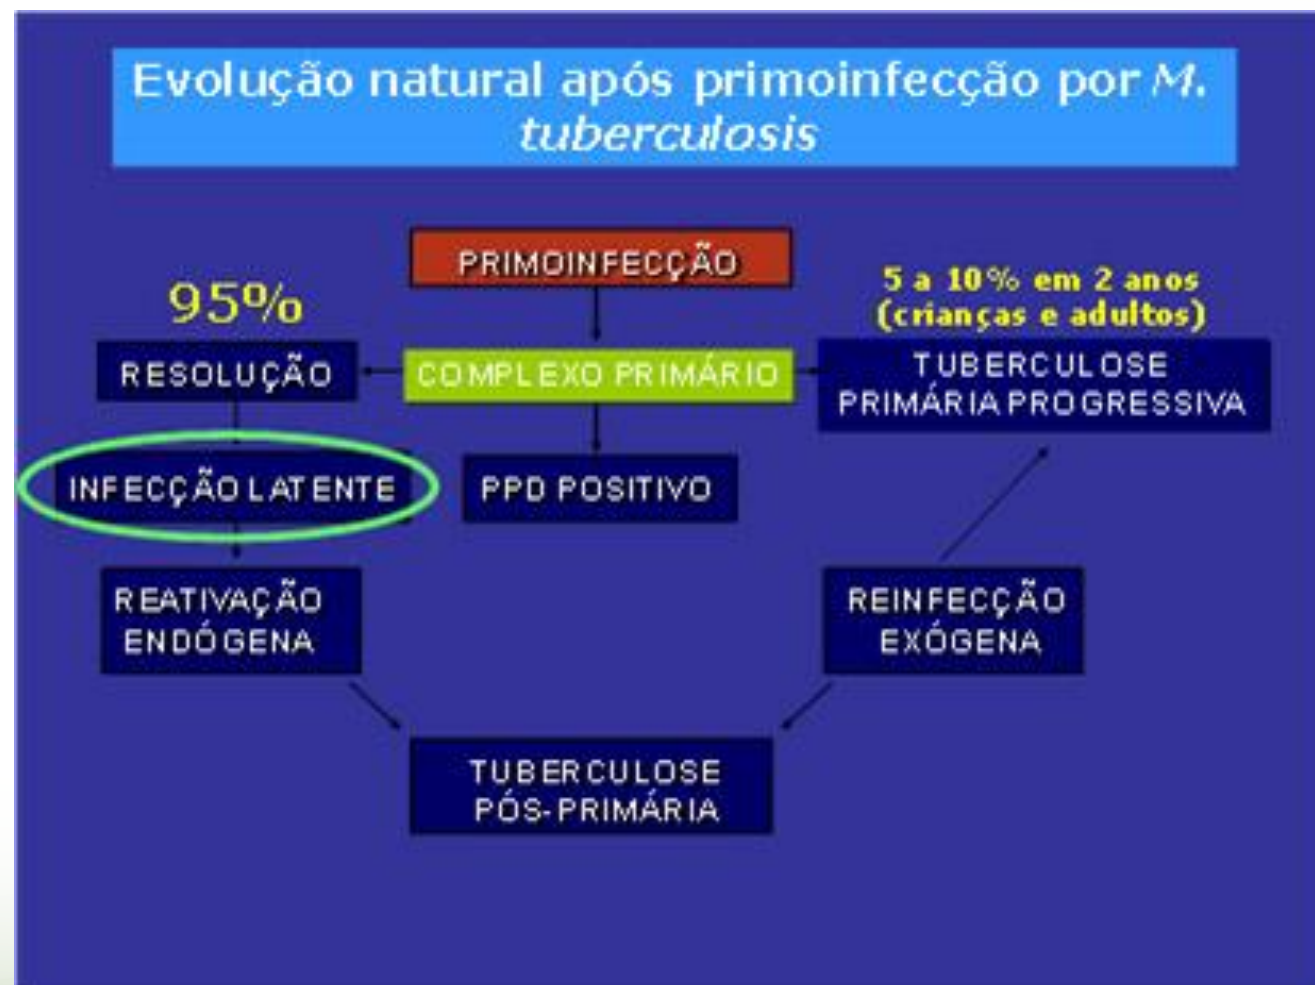 Evolução natural após primoinfecção por M.
tuberculosis
PRIMOINFECÇÃO
95%
5 a 10% em 2 anos
(crianças e adultos)
RESOLUÇÃO
COMPLEXO PRIMÁRIO
TUBERCULOSE
PRIMÁRIA PROGRESSIVA
INFECÇÃO LATENTE
PPD POSITIVO
REATIVAÇÃO
ENDÓGENA
REINFECÇÃO
EXÓGENA
TUBERCULOSE
PÓS-PRIMÁRIA